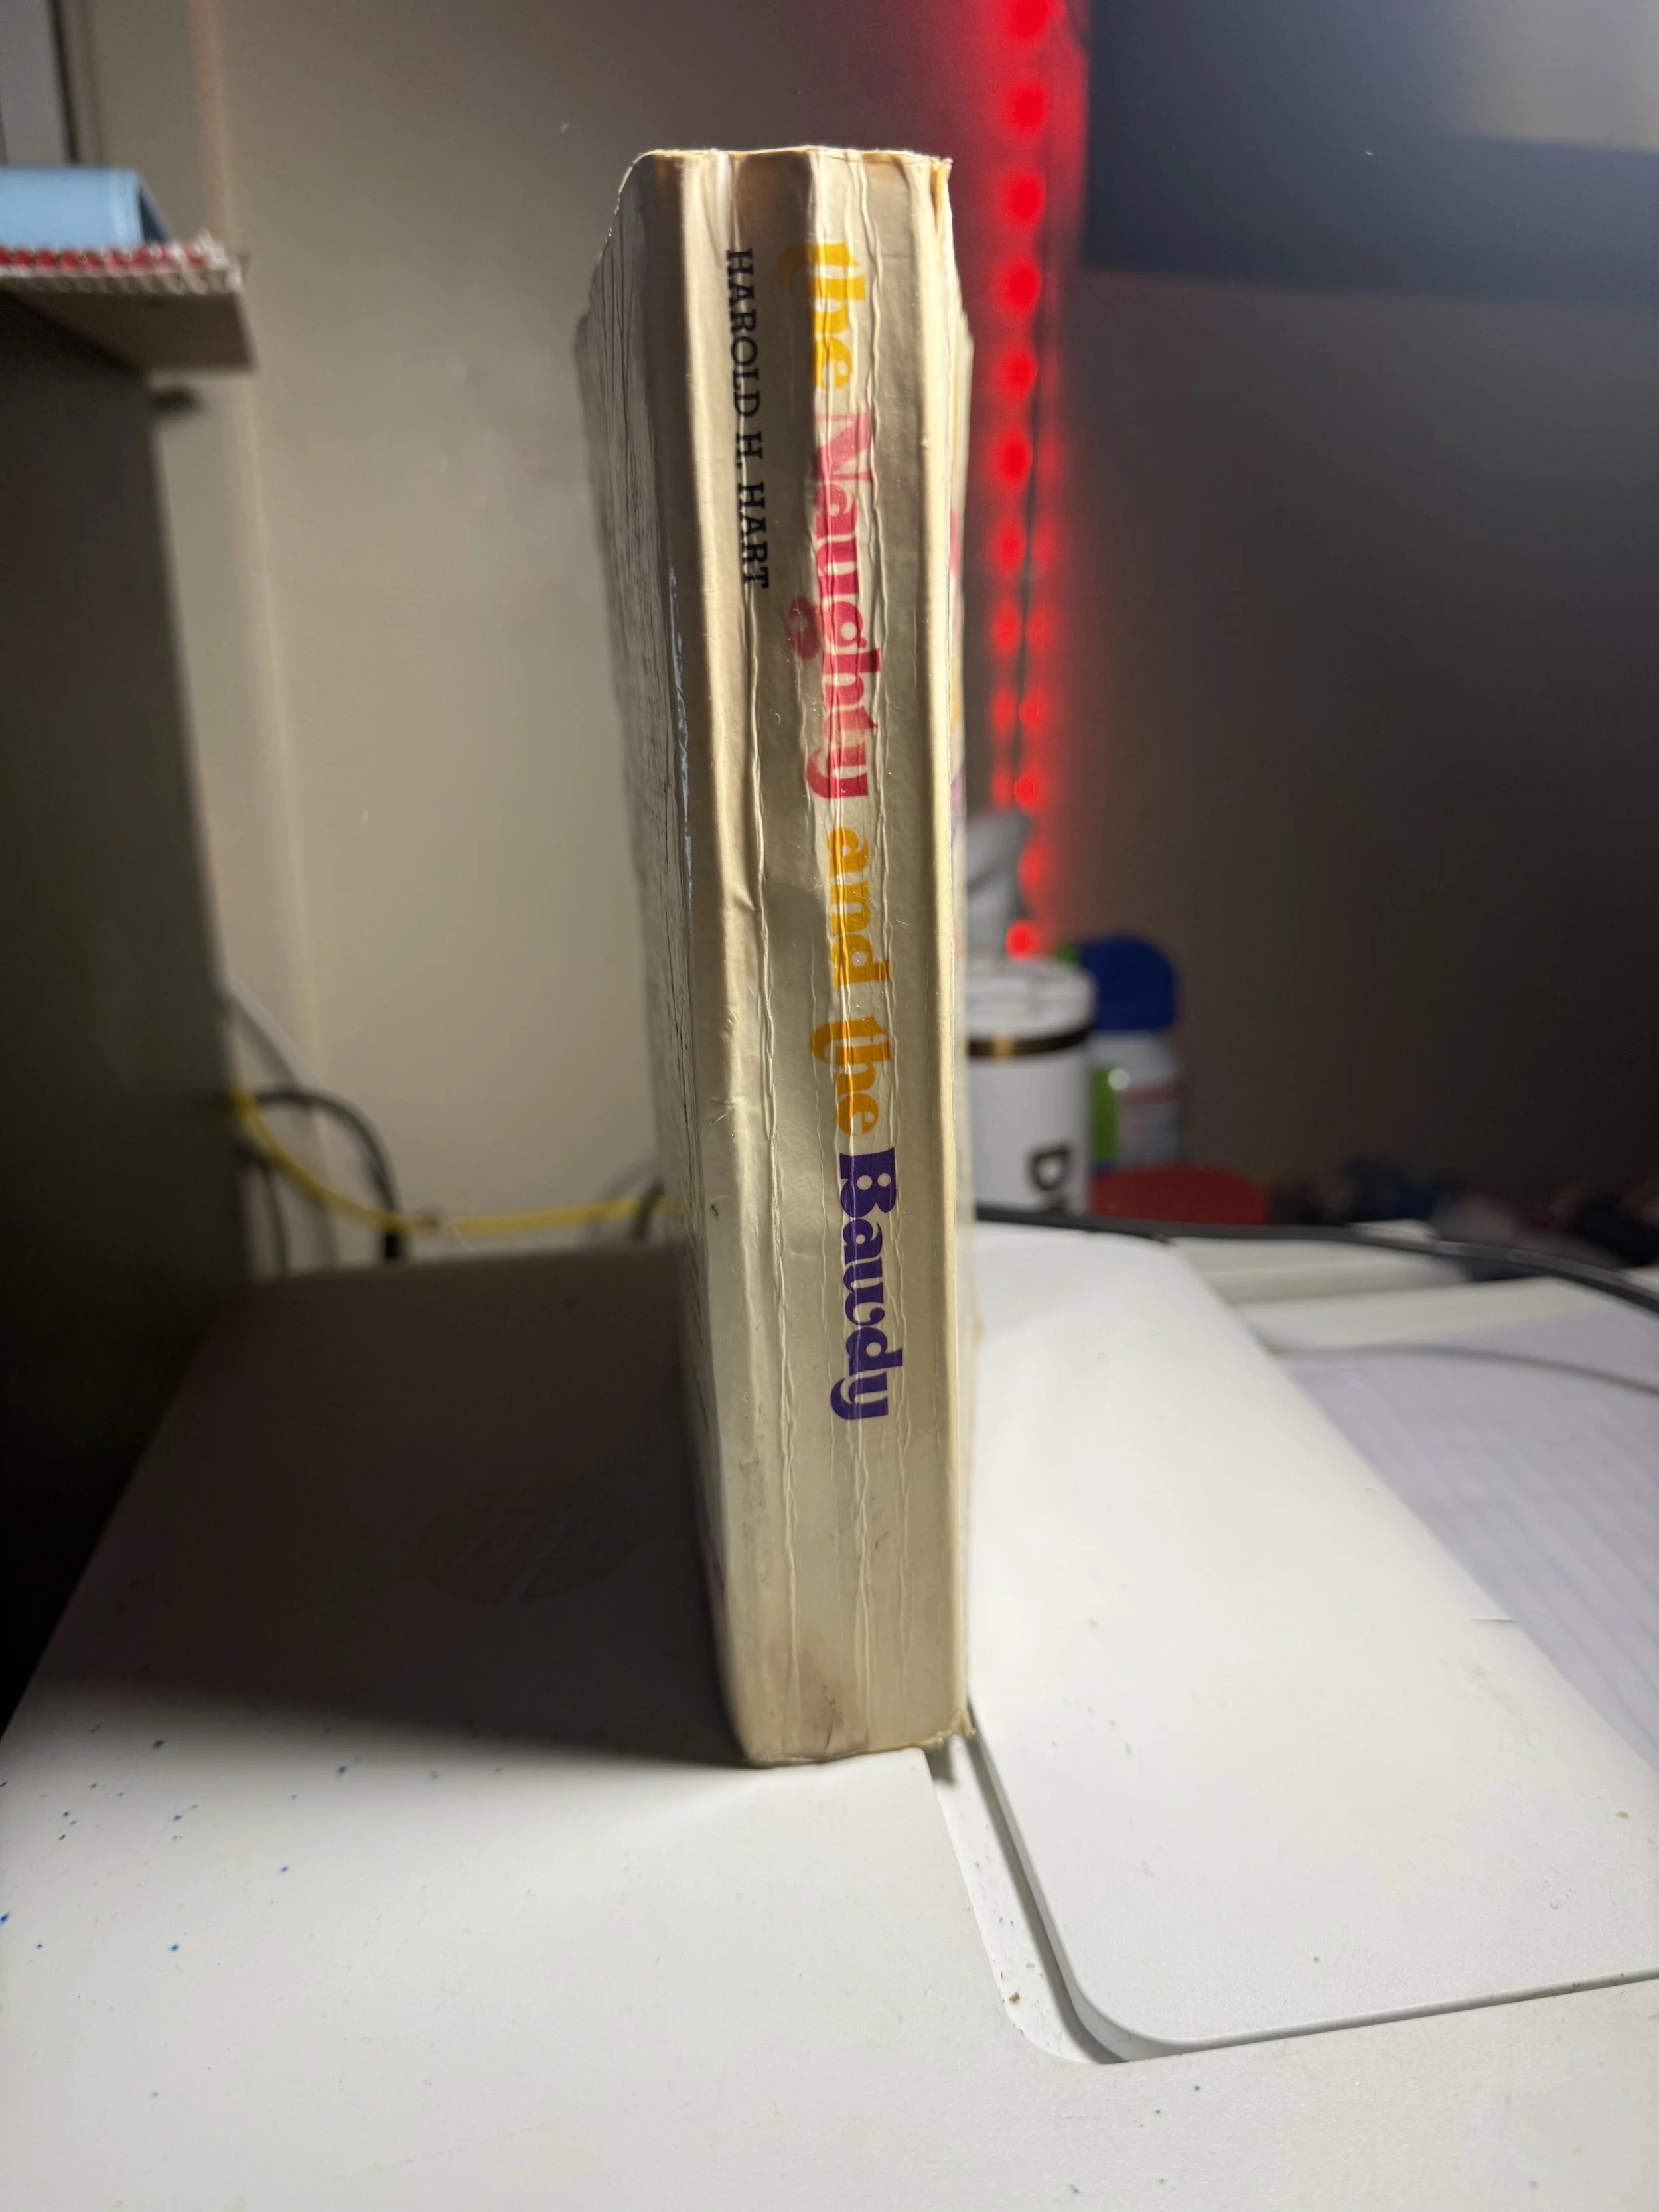 the Naughty and the Bawdy
HAROLD H. HART